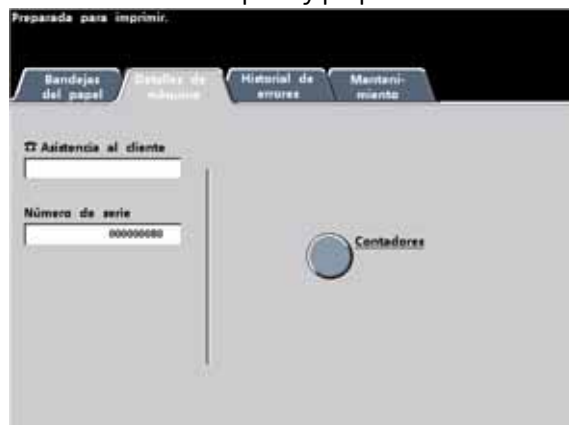 Preparada para imprimir.
Bandejas
del papel
Detalles de
máquina
Historial de
errores
Manteni-
miento
☎ Asistencia al cliente
Número de serie
000000080
Contadores